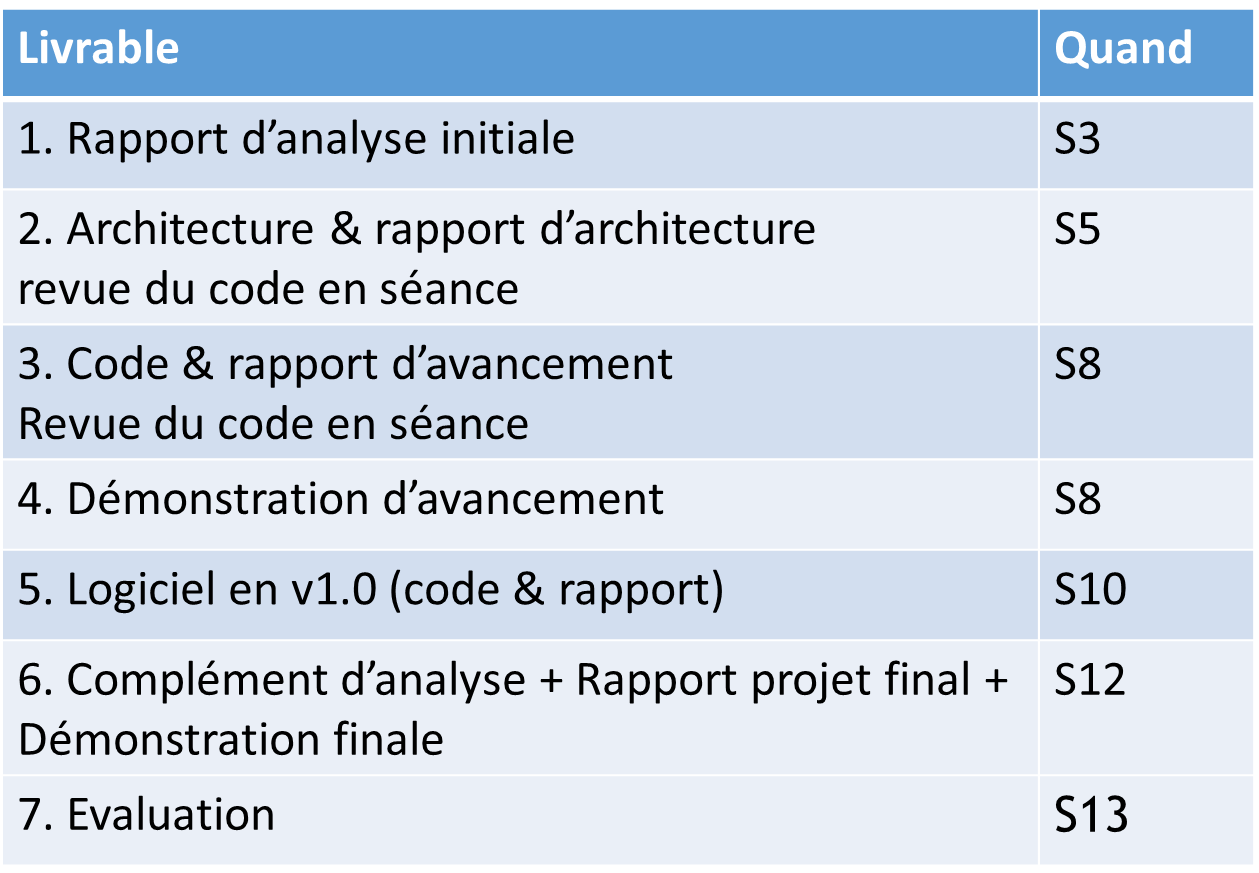 Livrable Quand
1. Rapport d’analyse initiale S3
2. Architecture & rapport d’architecture S5
revue du code en séance
3. Code & rapport d’avancement S8
Revue du code en séance
4. Démonstration d’avancement S8
5. Logiciel en v1.0 (code & rapport) S10
6. Complément d’analyse + Rapport projet final + S12
Démonstration finale
7. Evaluation S13